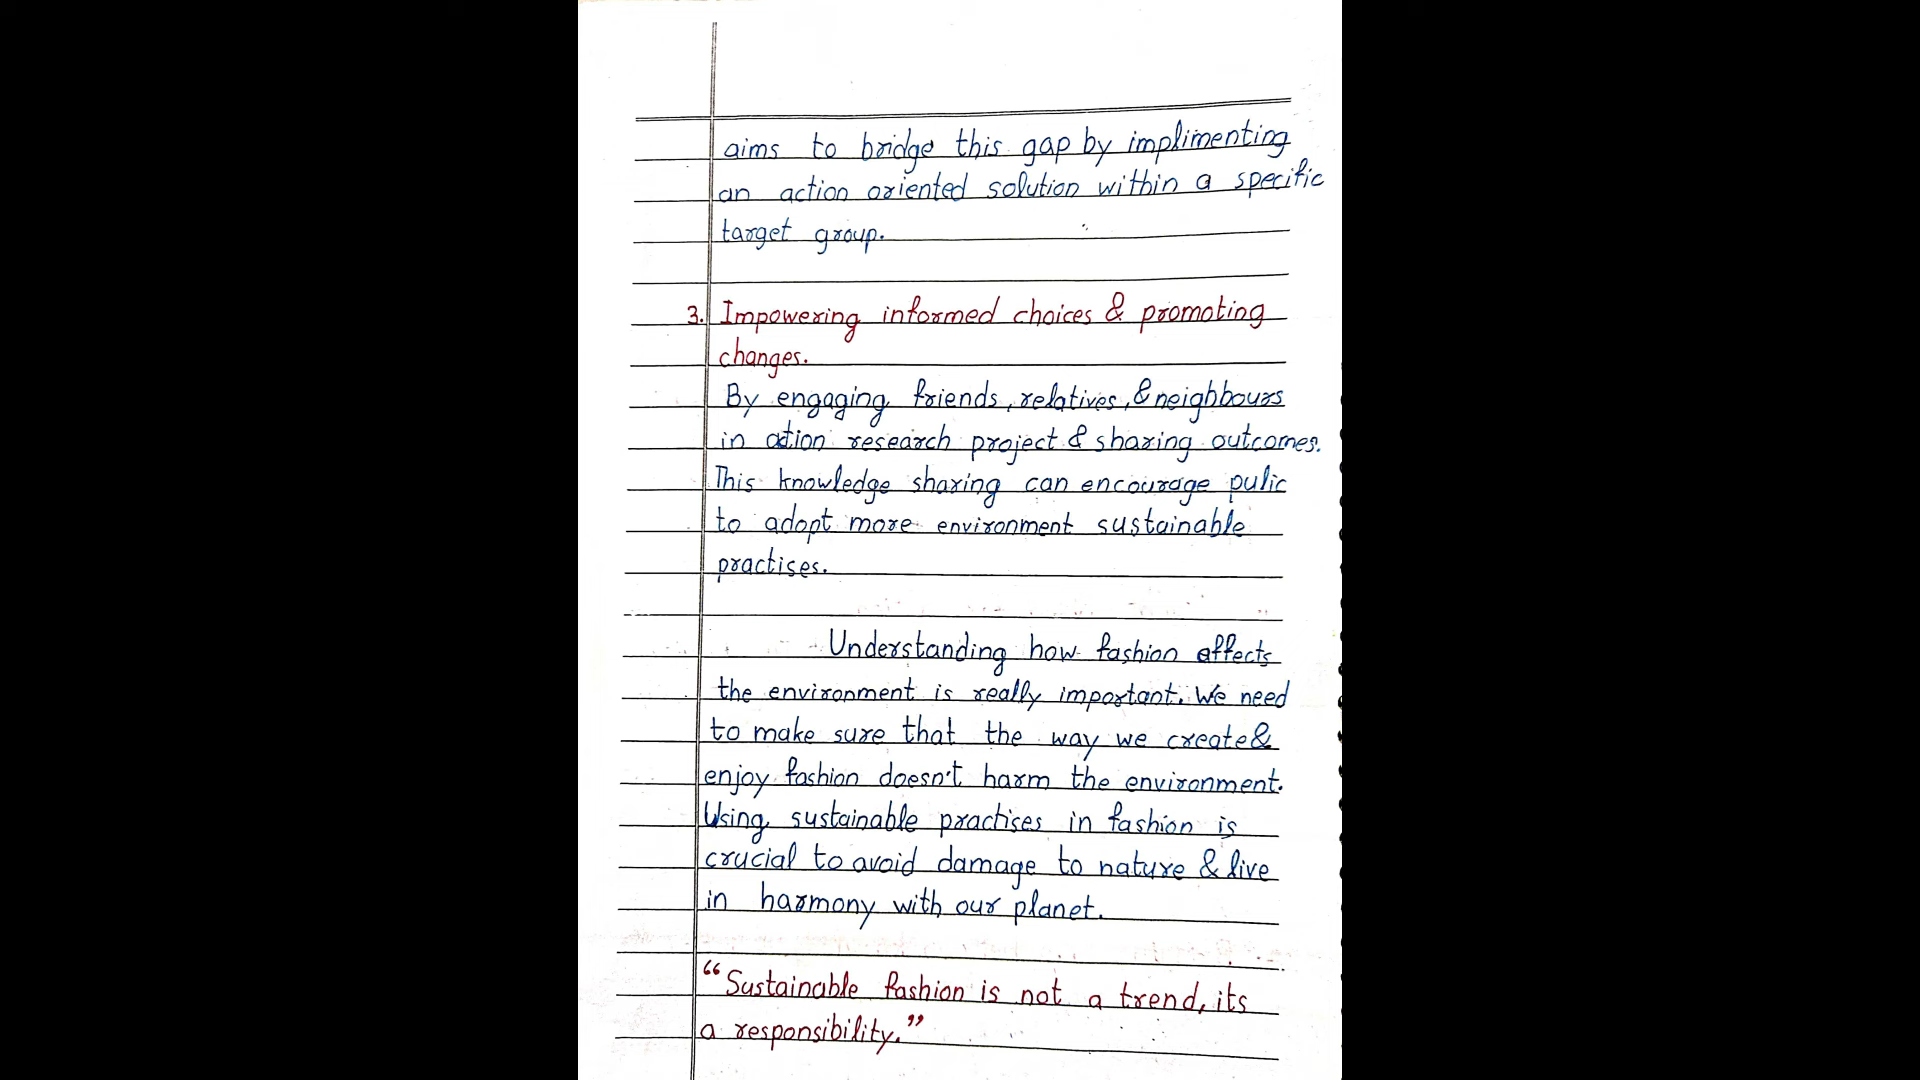 aims to bridge this gap by implimenting
an action oriented solution within a specific
target group.
3. Impowering informed choices & promoting
changes.
By engaging friends, relatives, & neighbours
in action research project & sharing outcomes.
This knowledge sharing can encourage pulic
to adopt more environment sustainable
practises.
Understanding how fashion affects
the environment is really important. We need
to make sure that the way we create &
enjoy fashion doesn't harm the environment.
Using sustainable practises in fashion is
crucial to avoid damage to nature & live
in harmony with our planet.
“Sustainable fashion is not a trend, its
a responsibility.”